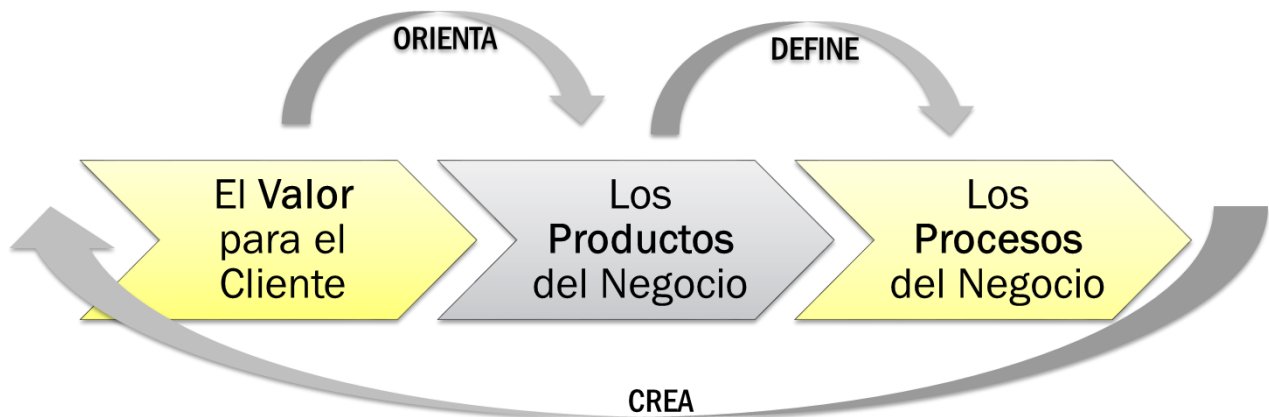 ORIENTA
DEFINE
El Valor
para el
Cliente
Los
Productos
del Negocio
Los
Procesos
del Negocio
CREA